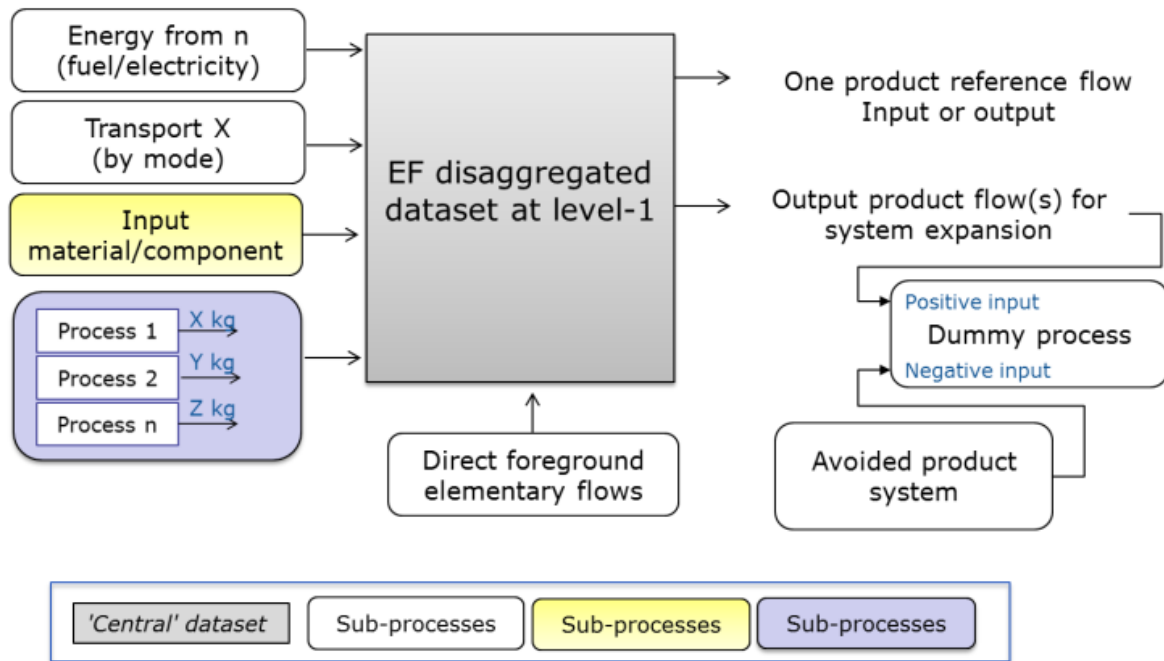 Energy from n
(fuel/electricity)
Transport X
(by mode)
Input
material/component
Process 1
X kg
Process 2
Y kg
Process n
Z kg
EF disaggregated
dataset at level-1
Direct foreground
elementary flows
One product reference flow
Input or output
Output product flow(s) for
system expansion
Positive input
Dummy process
Negative input
Avoided product
system
'Central' dataset
Sub-processes
Sub-processes
Sub-processes